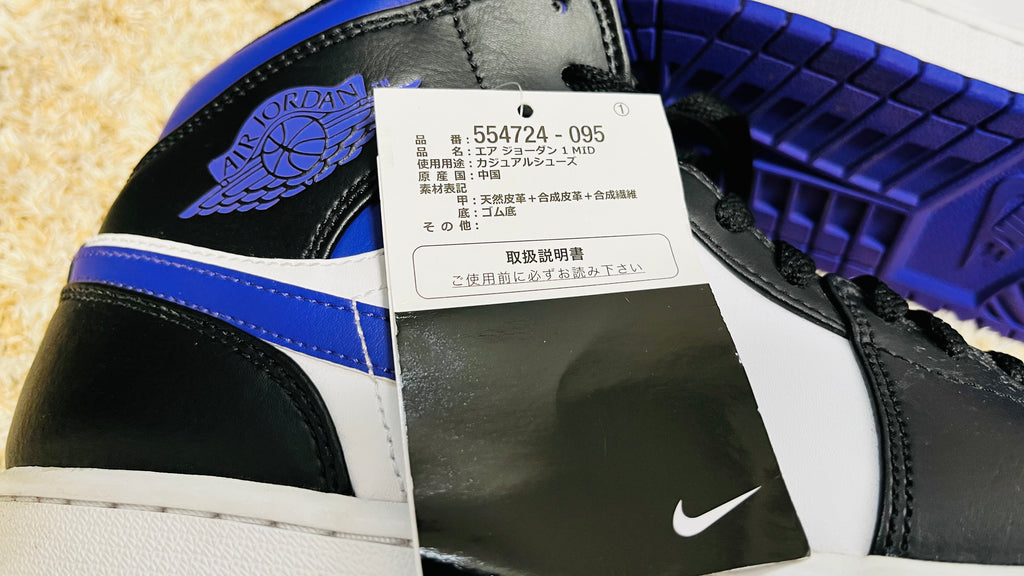 AIR JORDAN
①
品 番：554724 - 095
品 名：エア ジョーダン 1 MID
使用用途：カジュアルシューズ
原 産 国：中国
素材表記
甲：天然皮革＋合成皮革＋合成繊維
底：ゴム底
そ の 他：
取扱説明書
ご使用前に必ずお読み下さい